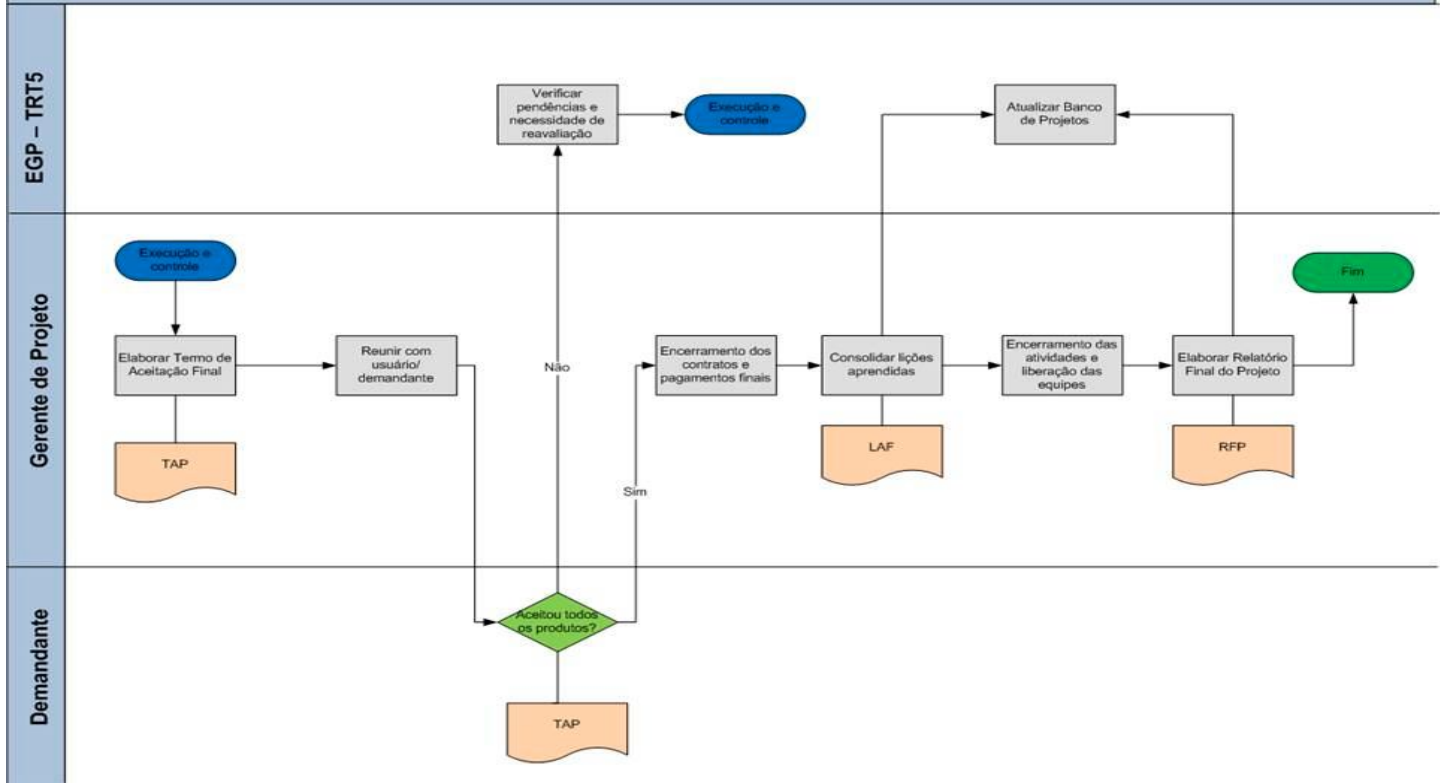 EGP – TRT5
Verificar
pendências e
necessidade de
reavaliação
Execução e
controle
Atualizar Banco
de Projetos
Gerente de Projeto
Execução e
controle
Elaborar Termo de
Aceitação Final
TAP
Reunir com
usuário/
demandante
Não
Sim
Encerramento dos
contratos e
pagamentos finais
Consolidar lições
aprendidas
LAF
Encerramento das
atividades e
liberação das
equipes
Elaborar Relatório
Final do Projeto
RFP
Fim
Demandante
Aceitou todos
os produtos?
TAP